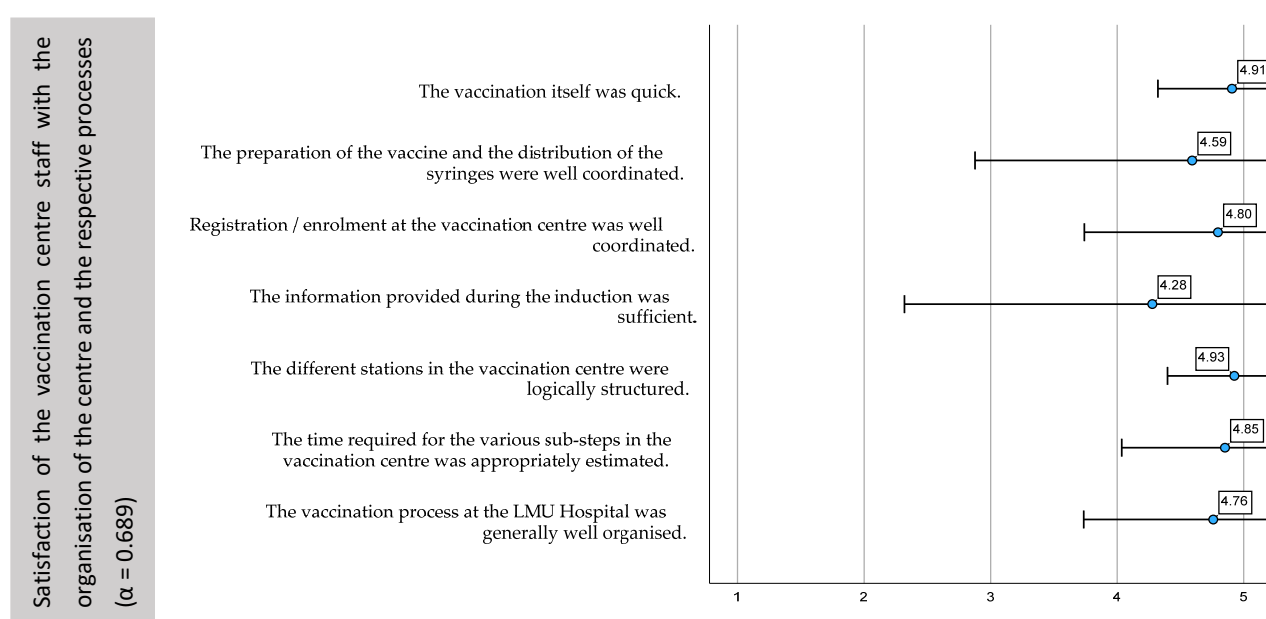 Satisfaction of the vaccination centre staff with the
organisation of the centre and the respective processes
(α = 0.689)
The vaccination itself was quick.
4.91
The preparation of the vaccine and the distribution of the
syringes were well coordinated.
4.59
Registration / enrolment at the vaccination centre was well
coordinated.
4.80
The information provided during the induction was
sufficient.
4.28
The different stations in the vaccination centre were
logically structured.
4.93
The time required for the various sub-steps in the
vaccination centre was appropriately estimated.
4.85
The vaccination process at the LMU Hospital was
generally well organised.
4.76
1 2 3 4 5